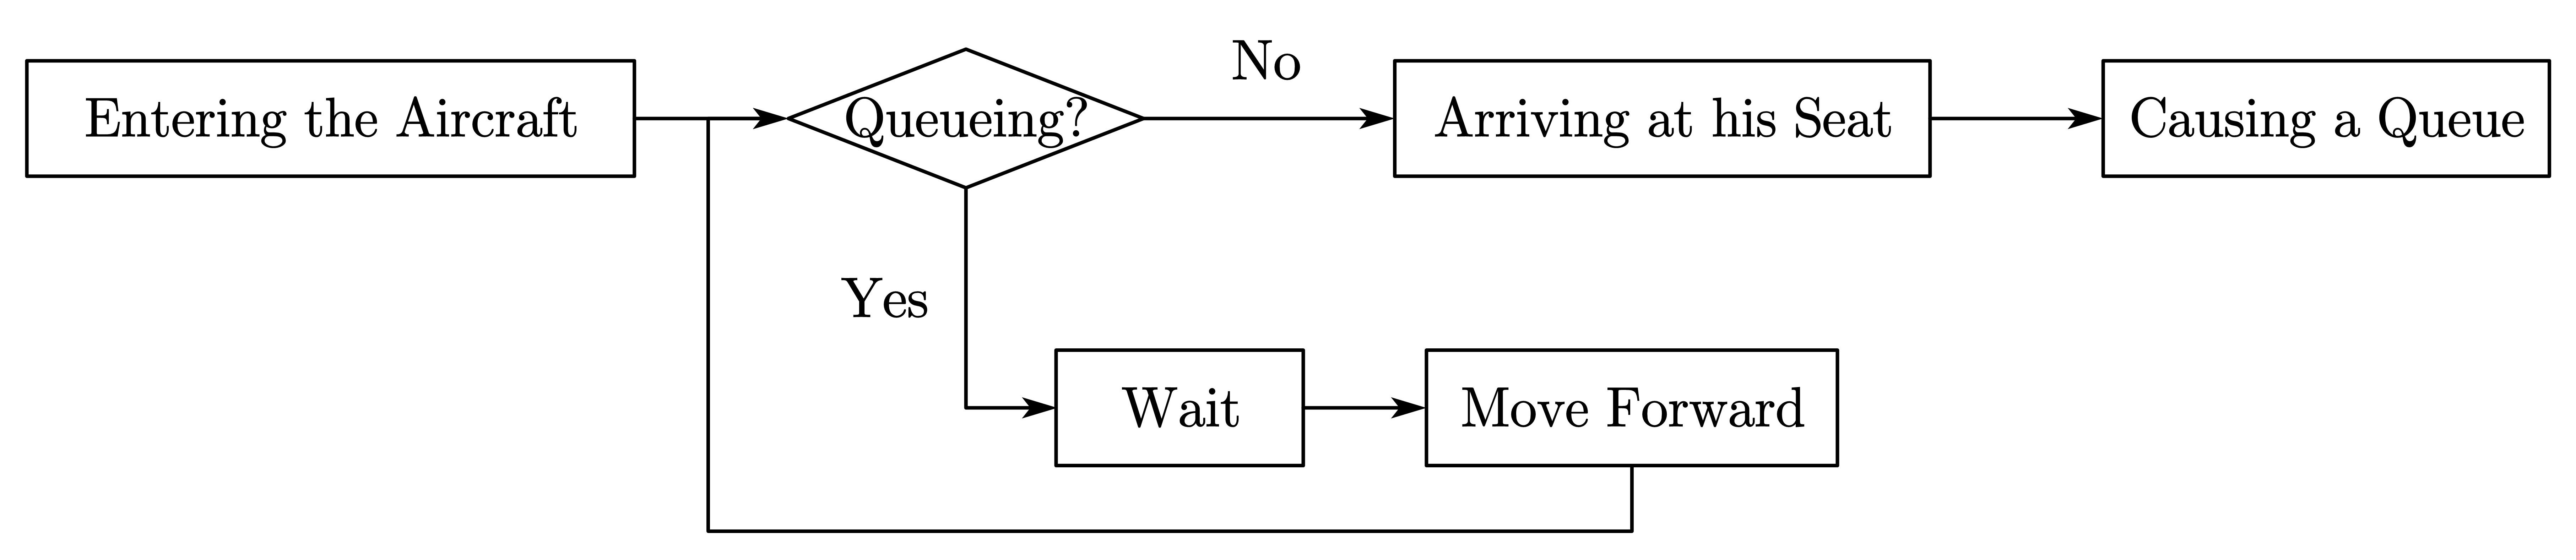 No
Entering the Aircraft
Queueing?
Arriving at his Seat
Causing a Queue
Yes
Wait
Move Forward